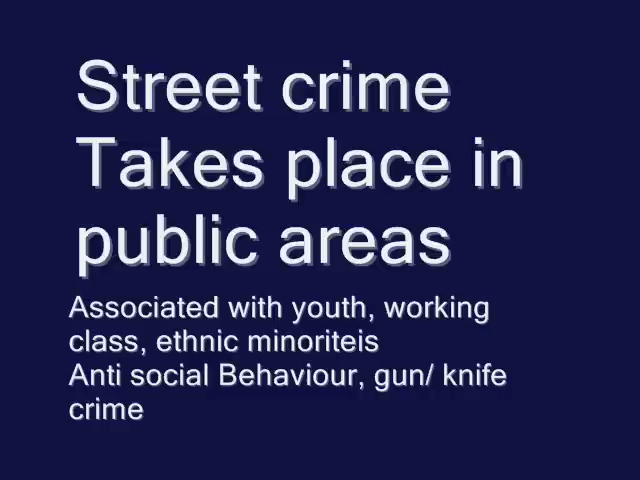 Street crime
Takes place in
public areas
Associated with youth, working
class, ethnic minoriteis
Anti social Behaviour, gun/ knife
crime